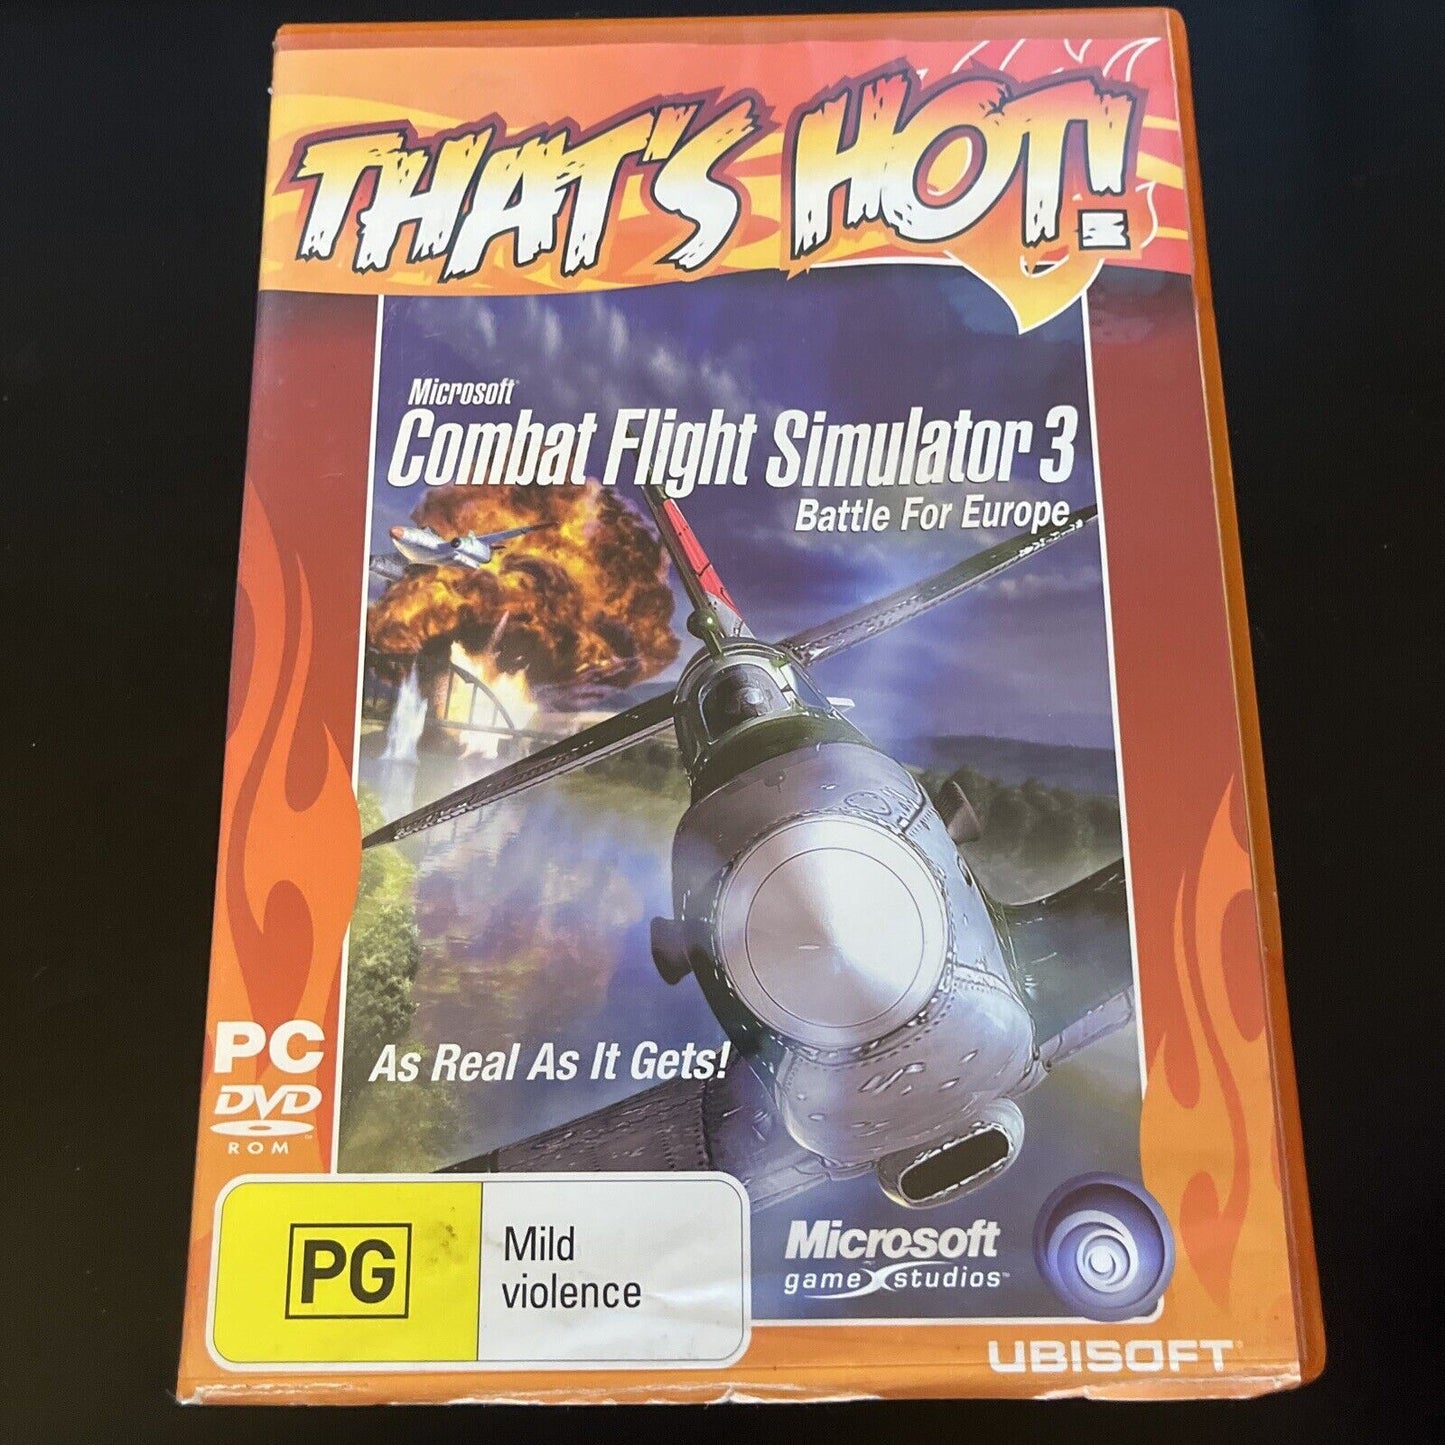 THAT'S HOT!
Microsoft®
Combat Flight Simulator 3
Battle For Europe
As Real As It Gets!
PC
DVD
ROM
PG
Mild
violence
Microsoft
game studios™
UBISOFT®